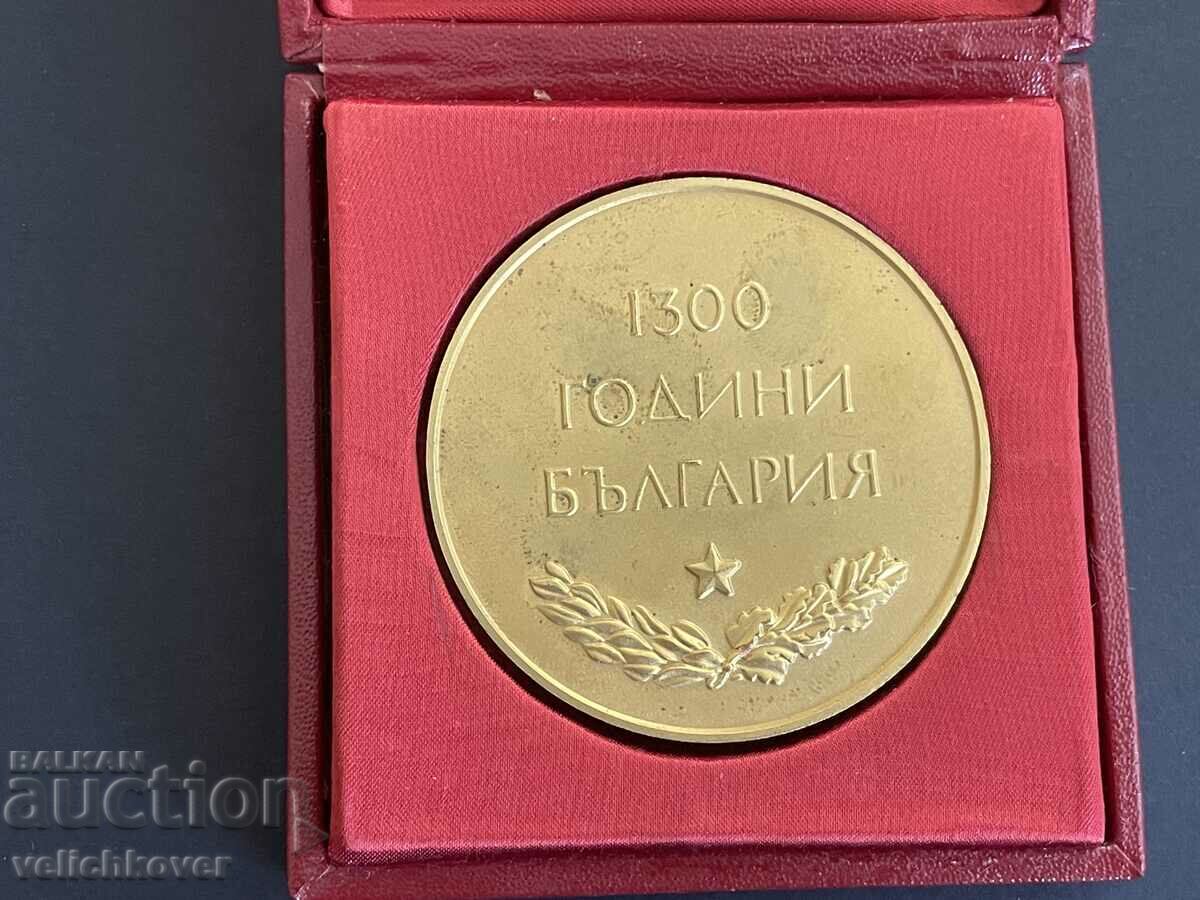 1300
ГОДИНИ
БЪЛГАРИЯ
BALKAN
auction
velichkover